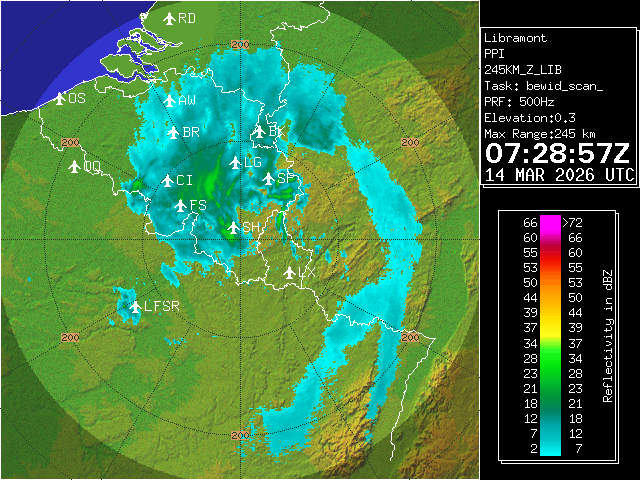 Libramont
PPI
245KM_Z_LIB
Task: bewid_scan_
PRF: 500Hz
Elevation:0.3
Max Range:245 km
07:28:57Z
14 MAR 2026 UTC
66 >72
60 66
55 60
53 55
50 53
44 50
39 44
37 39
34 37
28 34
23 28
21 23
18 21
12 18
7 12
2 7
Reflectivity in dBZ
RD
200
OS
AW
BR
200
200
QQ
LG
CI
SP
FS
SH
LX
LFSR
200
200
200